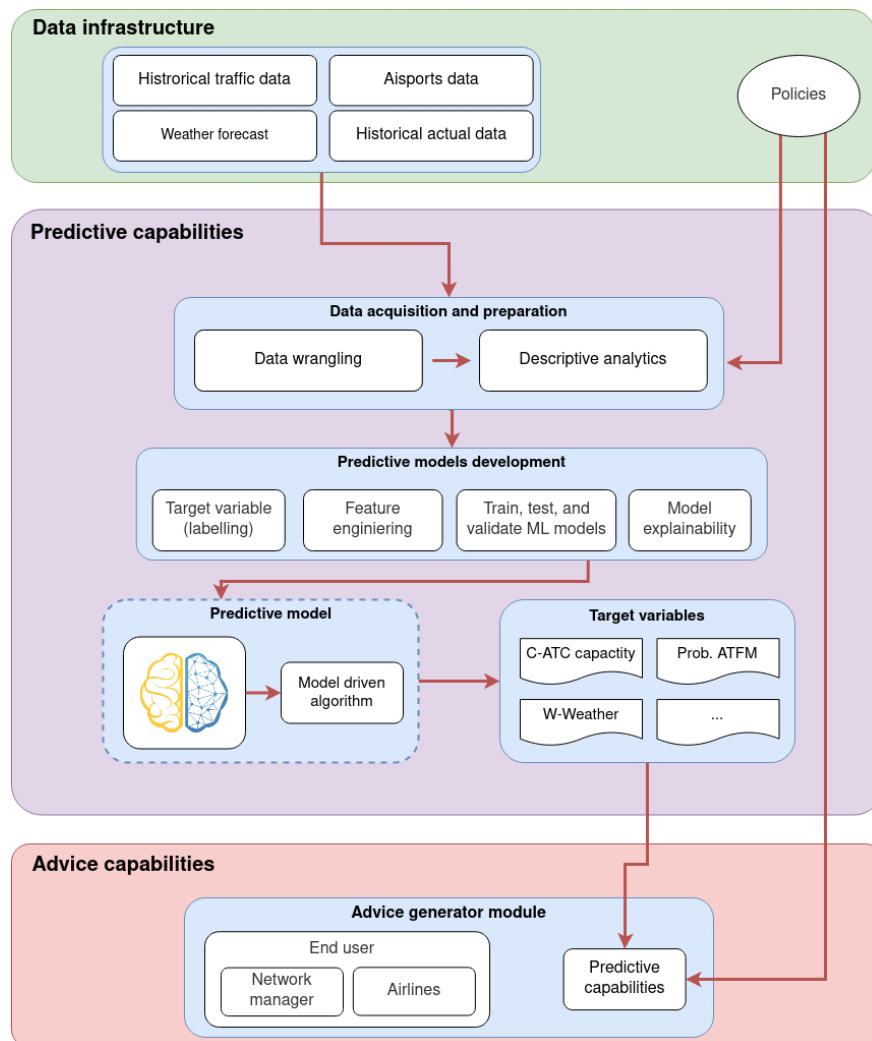 Data infrastructure
Histrorical traffic data
Aisports data
Weather forecast
Historical actual data
Policies
Predictive capabilities
Data acquisition and preparation
Data wrangling
Descriptive analytics
Predictive models development
Target variable
(labelling)
Feature
enginiering
Train, test, and
validate ML models
Model
explainability
Predictive model
Model driven
algorithm
Target variables
C-ATC capactity
Prob. ATFM
W-Weather
...
Advice capabilities
Advice generator module
End user
Network
manager
Airlines
Predictive
capabilities